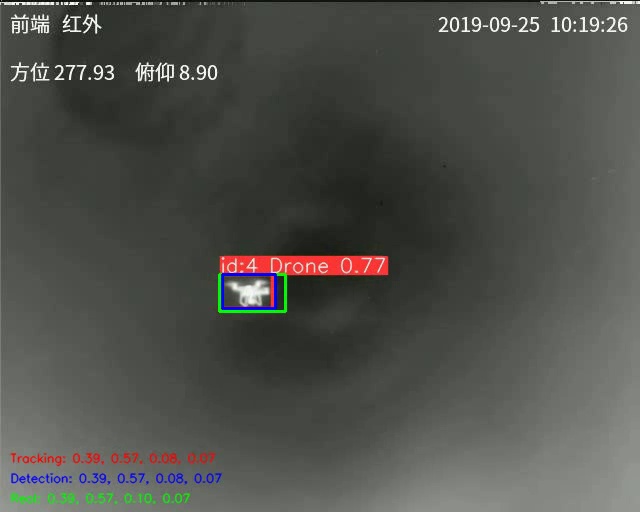 前端 红外 2019-09-25 10:19:26
方位 277.93 俯仰 8.90
id:4 Drone 0.77
Tracking: 0.39, 0.57, 0.08, 0.07
Detection: 0.39, 0.57, 0.08, 0.07
0.39, 0.57, 0.10, 0.07